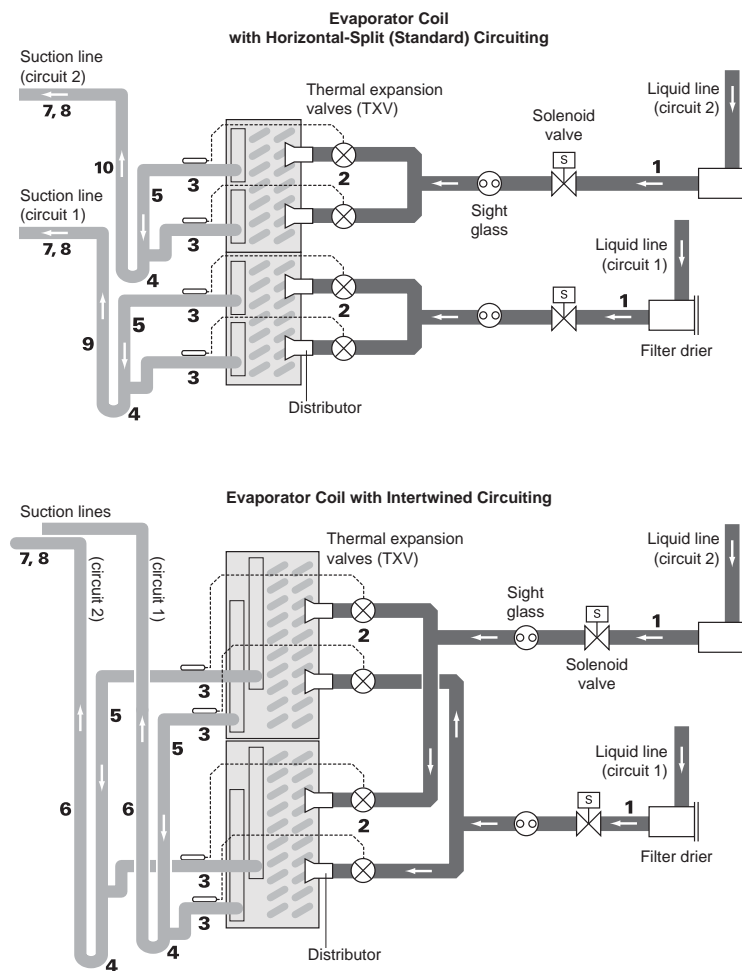 Evaporator Coil
with Horizontal-Split (Standard) Circuiting
Suction line
(circuit 2)
7, 8
Thermal expansion
valves (TXV)
Solenoid
valve
Liquid line
(circuit 2)
S
1
10
5
3
2
Sight
glass
Suction line
(circuit 1)
7, 8
3
4
Liquid line
(circuit 1)
S
1
9
5
3
2
3
4
Filter drier
Distributor
Evaporator Coil with Intertwined Circuiting
Suction lines
7, 8
(circuit 2)
(circuit 1)
Thermal expansion
valves (TXV)
Liquid line
(circuit 2)
Sight
glass
S
1
2
Solenoid
valve
3
5
3
5
Liquid line
(circuit 1)
S
1
6
6
2
3
Filter drier
3
4
4
Distributor